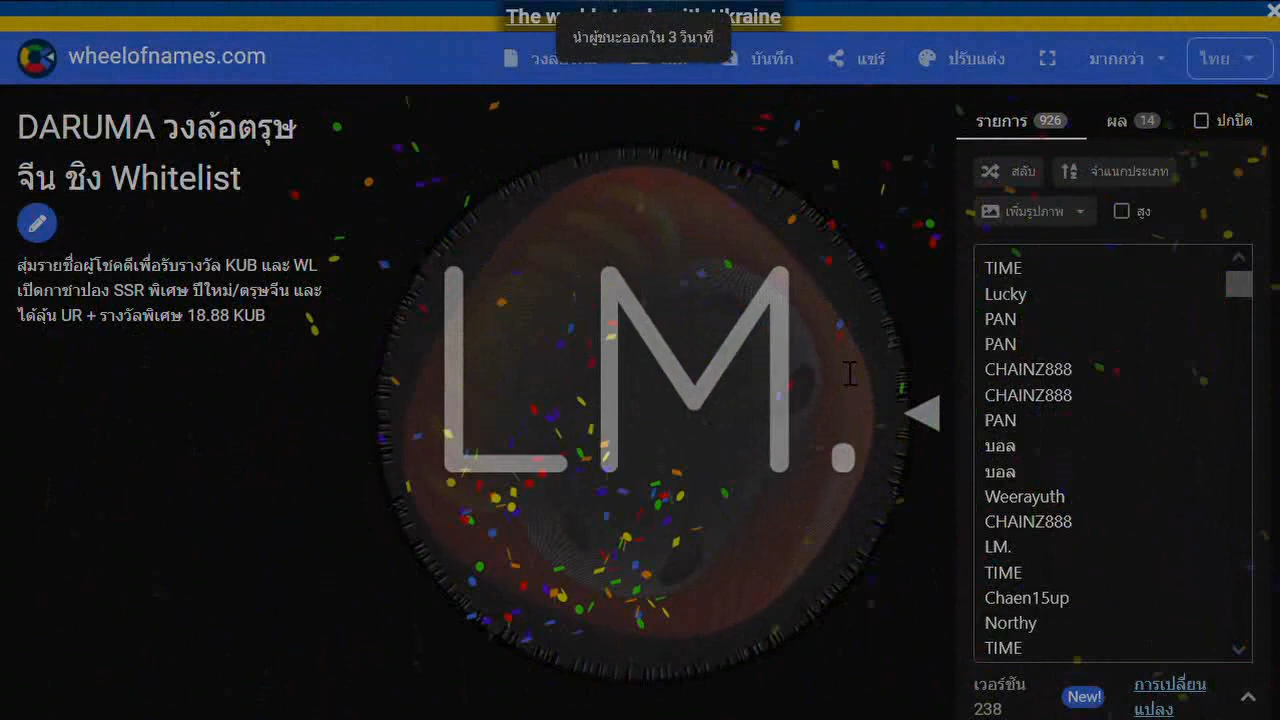 The wo
kraine
นำผู้ชนะออกใน 3 วินาที
wheelofnames.com
บันทึก
แชร์
ปรับแต่ง
มากกว่า
ไทย
DARUMA วงล้อตรุษ
จีน ชิง Whitelist
สุ่มรายชื่อผู้โชคดีเพื่อรับรางวัล KUB และ WL
เปิดกาชาปอง SSR พิเศษ ปีใหม่/ตรุษจีน และ
ได้ลุ้น UR + รางวัลพิเศษ 18.88 KUB
LM.
รายการ 926
ผล 14
ปกปิด
สลับ
จำแนกประเภท
เพิ่มรูปภาพ
สูง
TIME
Lucky
PAN
PAN
CHAINZ888
CHAINZ888
PAN
บอล
บอล
Weerayuth
CHAINZ888
LM.
TIME
Chaen15up
Northy
TIME
เวอร์ชัน
238
New!
การเปลี่ยน
แปลง